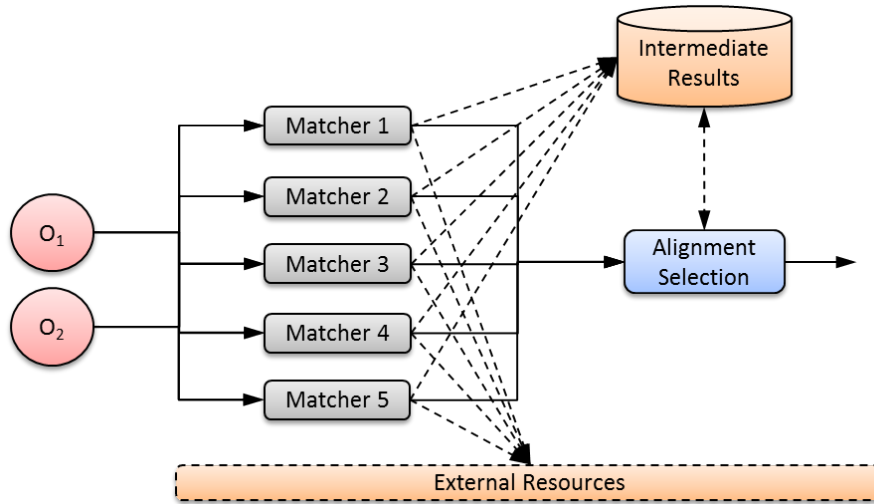 Intermediate
Results
Matcher 1
Matcher 2
O₁
Matcher 3
Alignment
Selection
O₂
Matcher 4
Matcher 5
External Resources